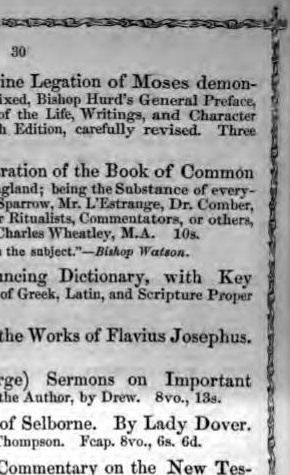 30
ine Legation of Moses demon-
ixed, Bishop Hurd's General Preface,
of the Life, Writings, and Character
h Edition, carefully revised. Three
ration of the Book of Common
gland; being the Substance of every-
Sparrow, Mr. L'Estrange, Dr. Comber,
r Ritualists, Commentators, or others,
Charles Wheatley, M.A. 10s.
n the subject."—Bishop Watson.
uncing Dictionary, with Key
of Greek, Latin, and Scripture Proper
the Works of Flavius Josephus.
rge) Sermons on Important
the Author, by Drew. 8vo., 13s.
of Selborne. By Lady Dover.
Thompson. Fcap. 8vo., 6s. 6d.
Commentary on the New Tes-